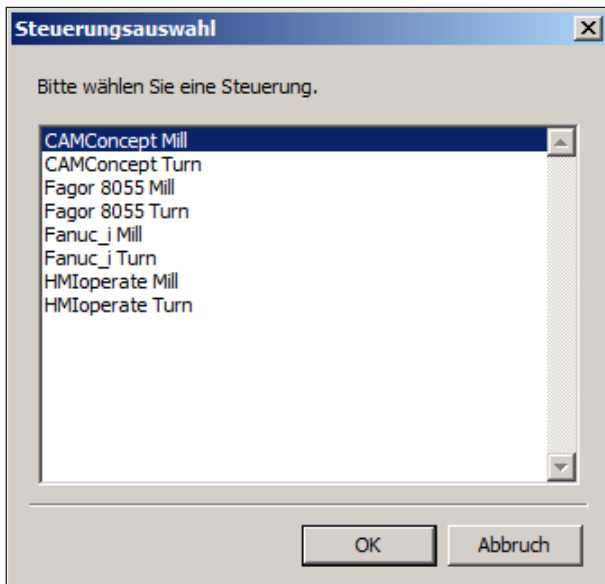 Steuerungsauswahl
Bitte wählen Sie eine Steuerung.
CAMConcept Mill
CAMConcept Turn
Fagor 8055 Mill
Fagor 8055 Turn
Fanuc_i Mill
Fanuc_i Turn
HMIoperate Mill
HMIoperate Turn
OK Abbruch